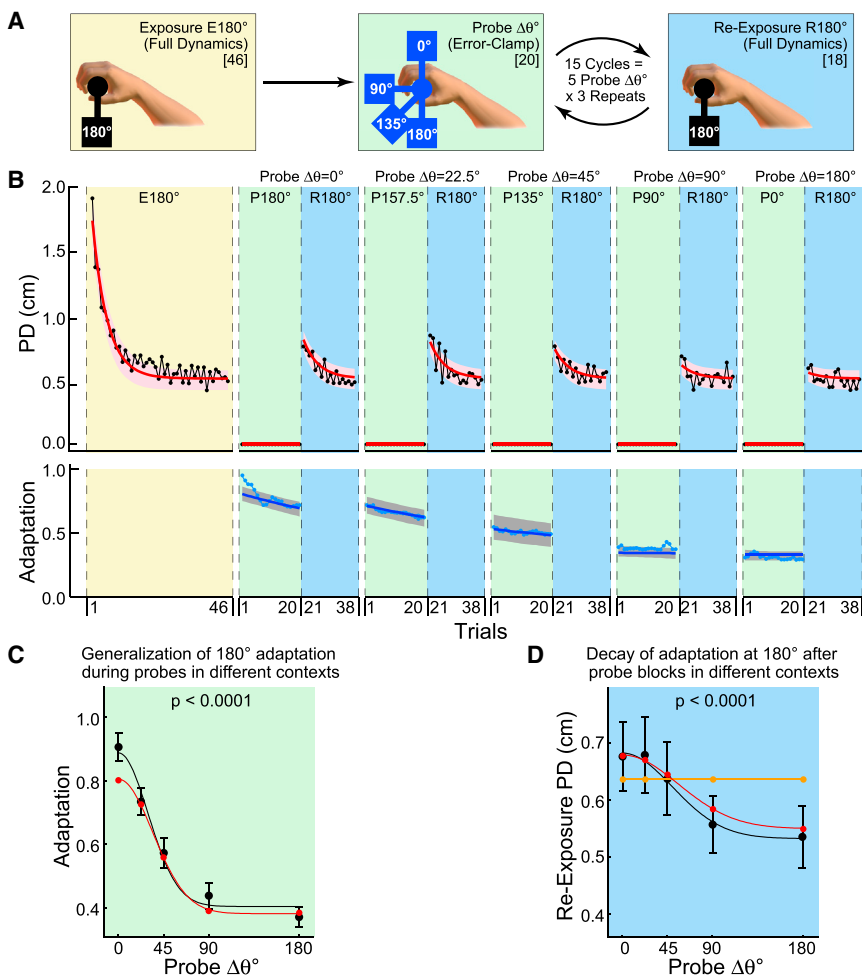 A
Exposure E180°
(Full Dynamics)
[46]
180°
Probe Δθ°
(Error-Clamp)
[20]
0°
90°
135°
180°
15 Cycles =
5 Probe Δθ°
x 3 Repeats
Re-Exposure R180°
(Full Dynamics)
[18]
180°
B
Probe Δθ=0° Probe Δθ=22.5° Probe Δθ=45° Probe Δθ=90° Probe Δθ=180°
E180° P180° R180° P157.5° R180° P135° R180° P90° R180° P0° R180°
PD (cm)
2.0
1.5
1.0
0.5
0.0
Adaptation
1.0
0.5
0.0
1 46 1 20 21 38 1 20 21 38 1 20 21 38 1 20 21 38 1 20 21 38
Trials
C
Generalization of 180° adaptation
during probes in different contexts
p < 0.0001
Adaptation
1.0
0.8
0.6
0.4
0 45 90 180
Probe Δθ°
D
Decay of adaptation at 180° after
probe blocks in different contexts
p < 0.0001
Re-Exposure PD (cm)
0.7
0.6
0.5
0.4
0 45 90 180
Probe Δθ°